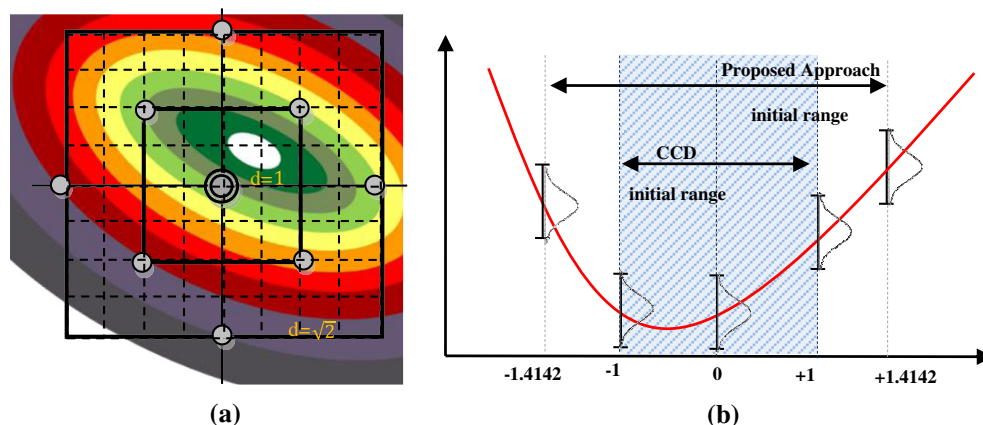 d=1
d=√2
(a)
Proposed Approach
initial range
CCD
initial range
-1.4142
-1
0
+1
+1.4142
(b)